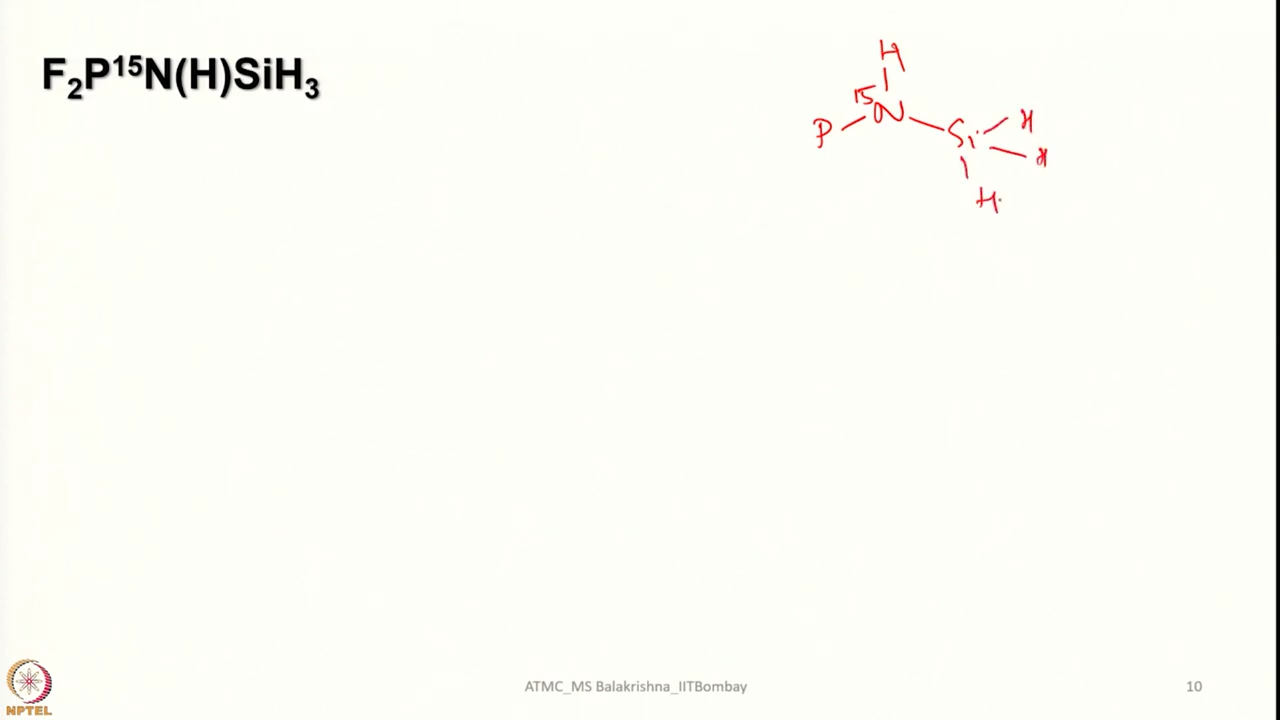 F₂P¹⁵N(H)SiH₃
H
15
P N Si H
H
H
NPTEL
ATMC_MS Balakrishna_IITBombay
10